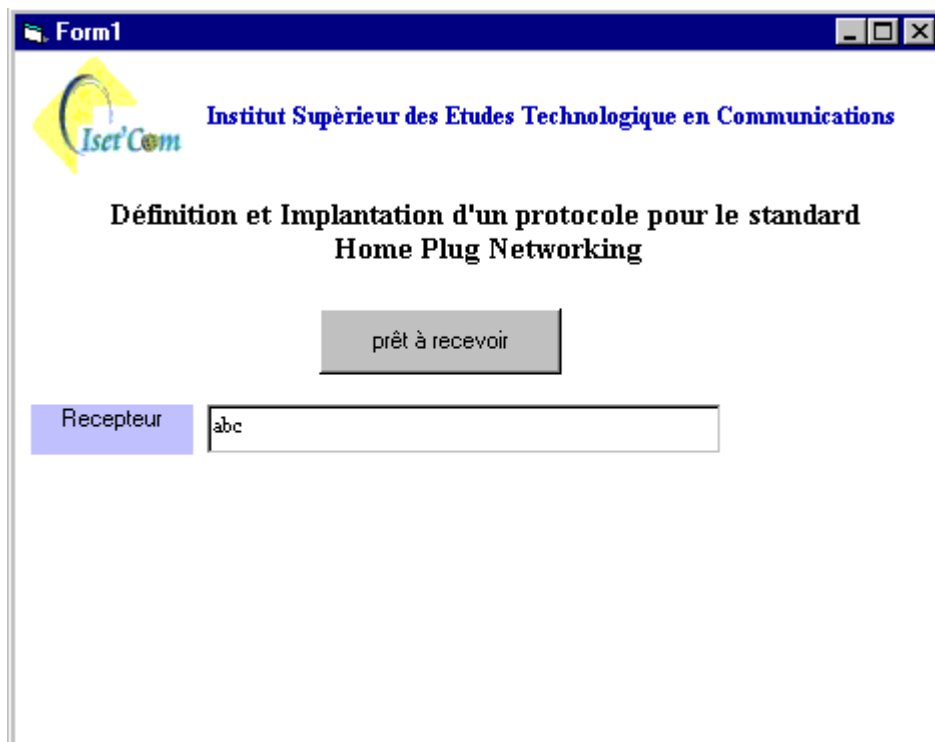 Form1
Iset'Com
Institut Supèrieur des Etudes Technologique en Communications
Définition et Implantation d'un protocole pour le standard
Home Plug Networking
prêt à recevoir
Recepteur
abc